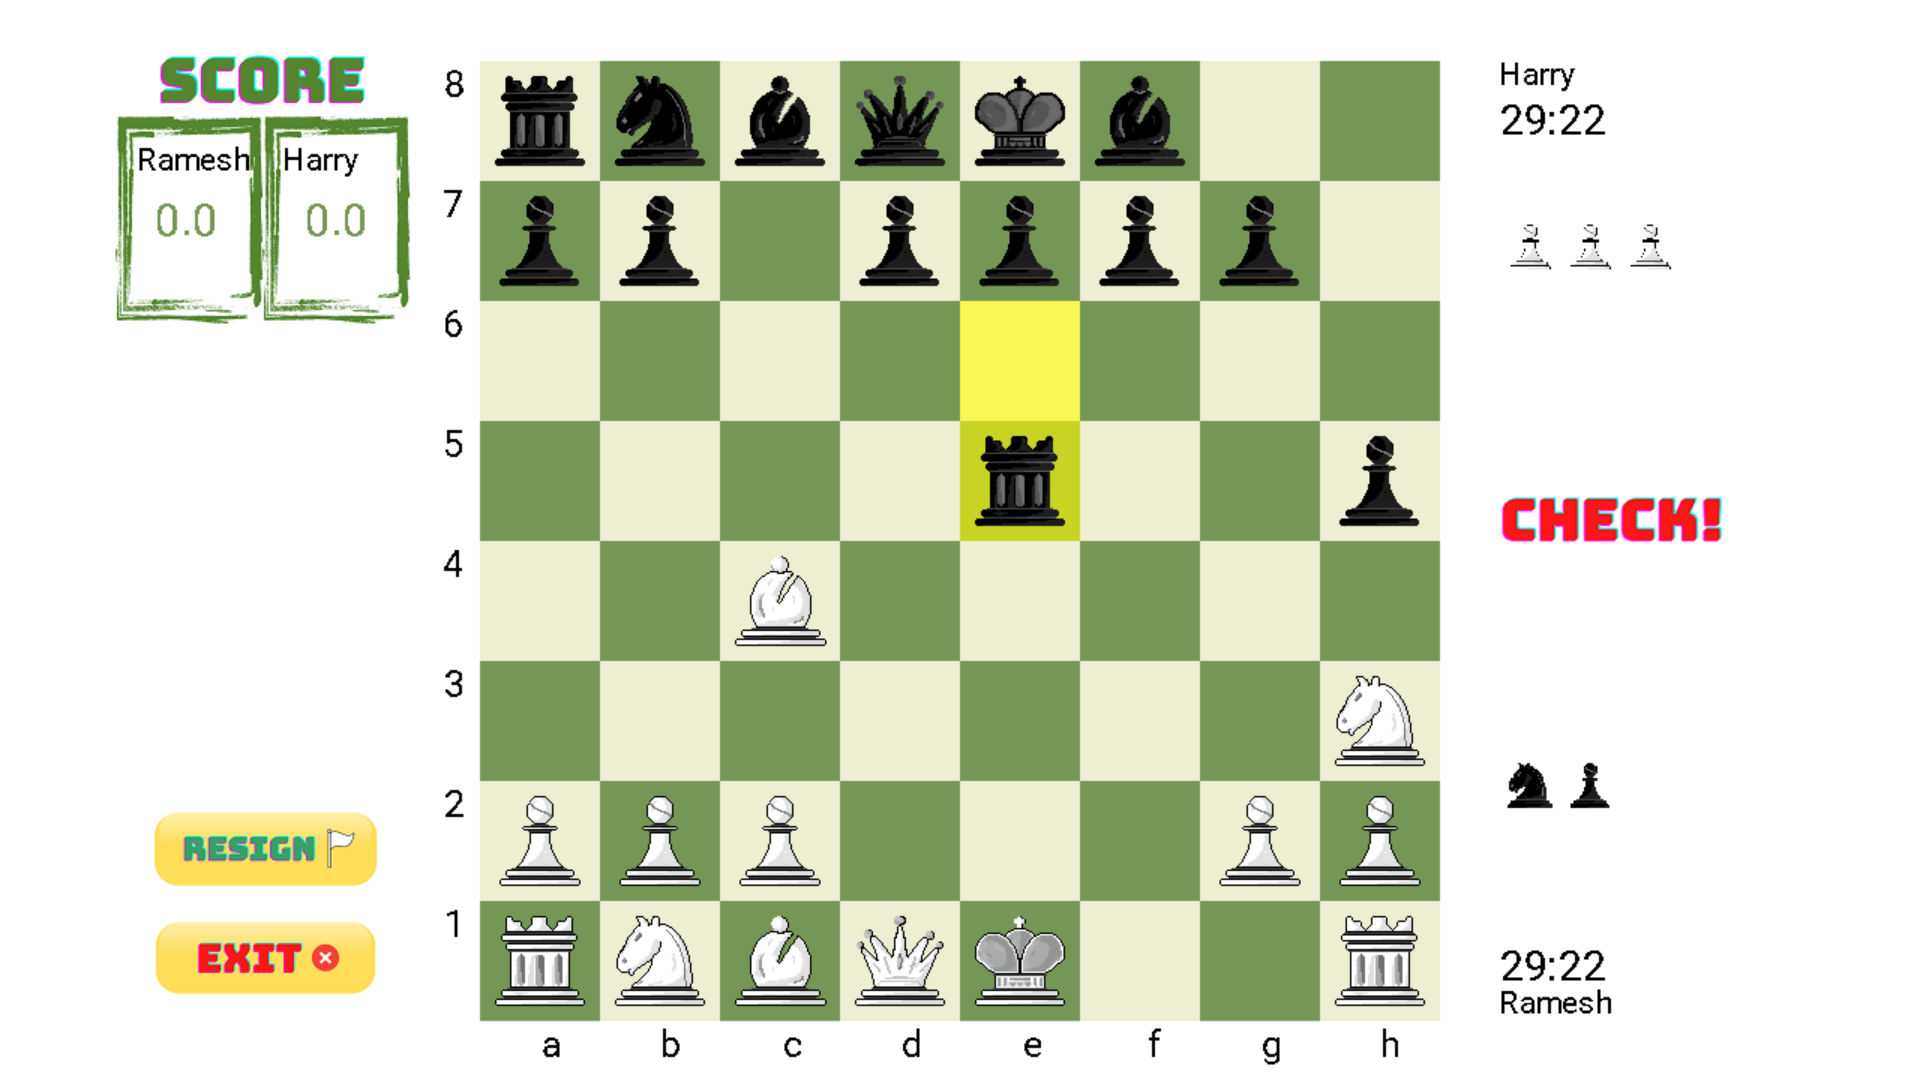 SCORE
Ramesh Harry
0.0 0.0
8
7
6
5
4
3
2
1
a b c d e f g h
RESIGN
EXIT
Harry
29:22
CHECK!
29:22
Ramesh